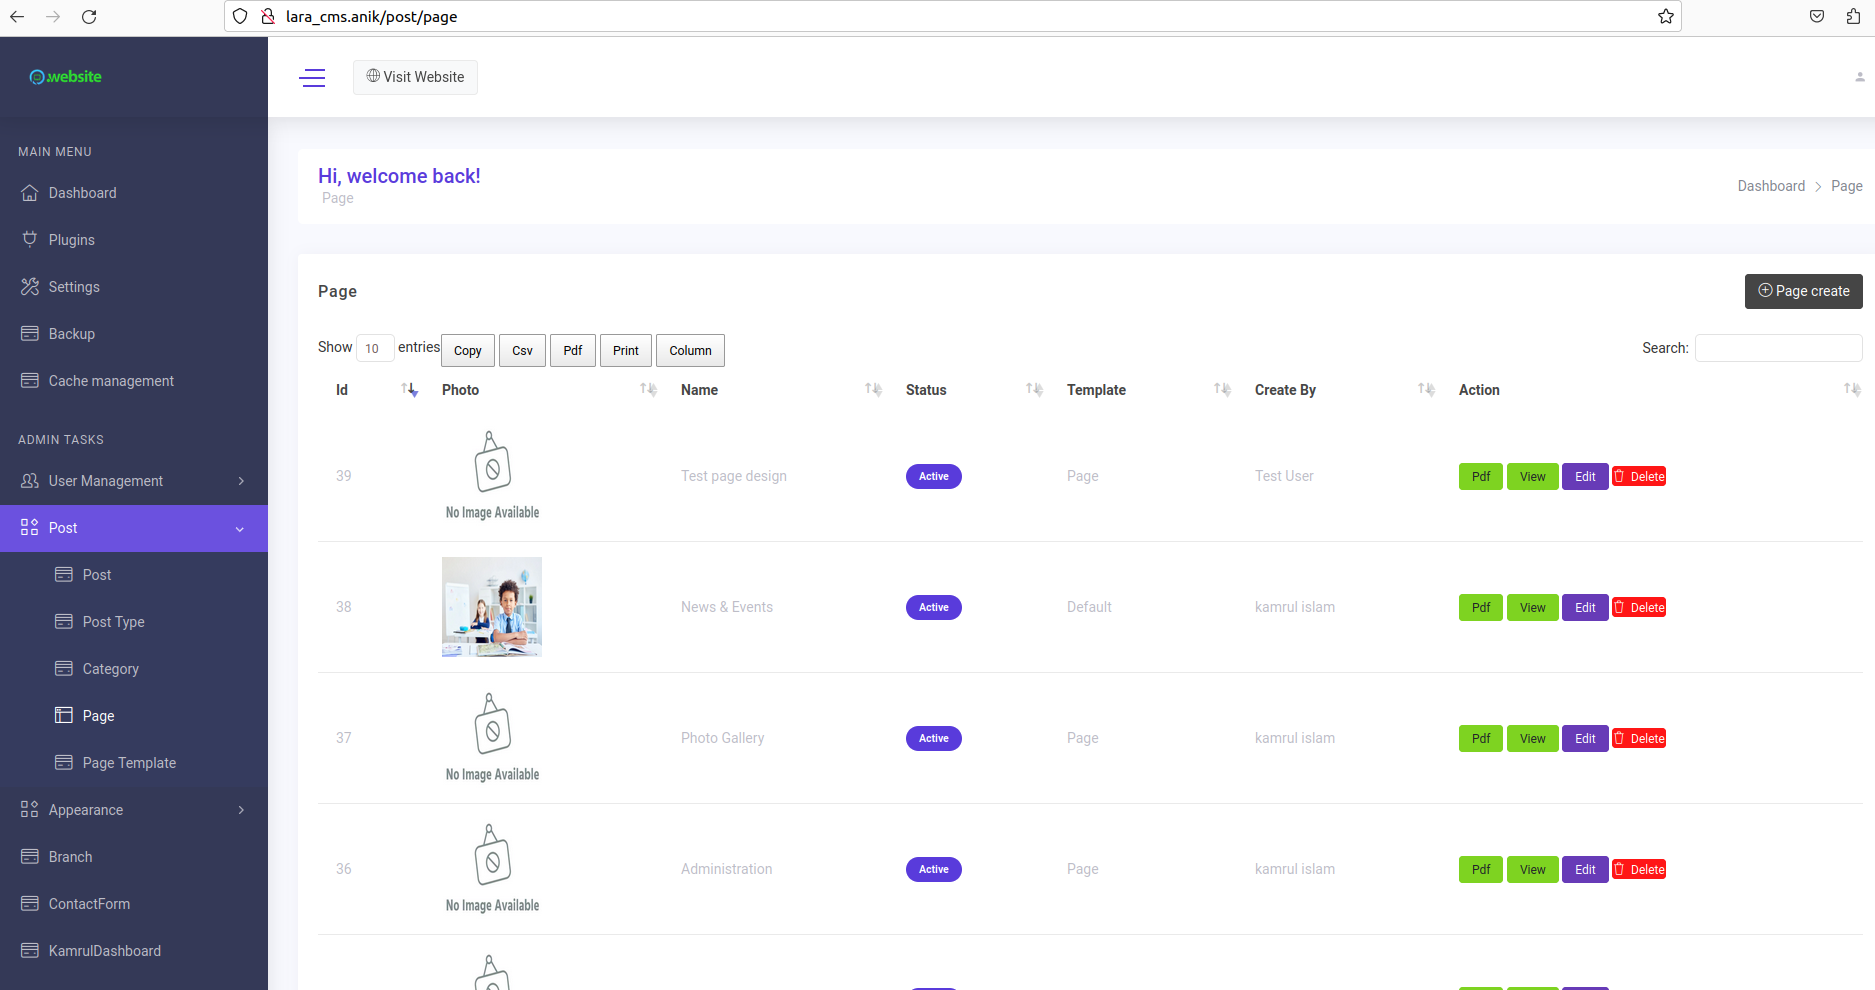 lara_cms.anik/post/page
website
Visit Website
MAIN MENU
Dashboard
Plugins
Settings
Backup
Cache management
ADMIN TASKS
User Management
Post
Post
Post Type
Category
Page
Page Template
Appearance
Branch
ContactForm
KamrulDashboard
Hi, welcome back!
Page
Dashboard > Page
Page
Page create
Show 10 entries Copy Csv Pdf Print Column Search:
Id Photo Name Status Template Create By Action
39 No Image Available Test page design Active Page Test User Pdf View Edit Delete
38 News & Events Active Default kamrul islam Pdf View Edit Delete
37 No Image Available Photo Gallery Active Page kamrul islam Pdf View Edit Delete
36 No Image Available Administration Active Page kamrul islam Pdf View Edit Delete